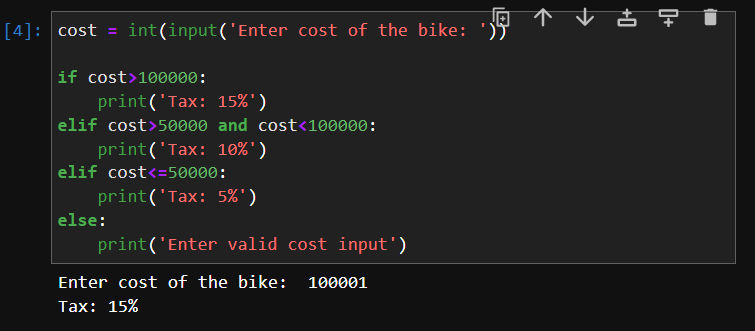 [4]: cost = int(input('Enter cost of the bike: '))
if cost>100000:
    print('Tax: 15%')
elif cost>50000 and cost<100000:
    print('Tax: 10%')
elif cost<=50000:
    print('Tax: 5%')
else:
    print('Enter valid cost input')
Enter cost of the bike:  100001
Tax: 15%